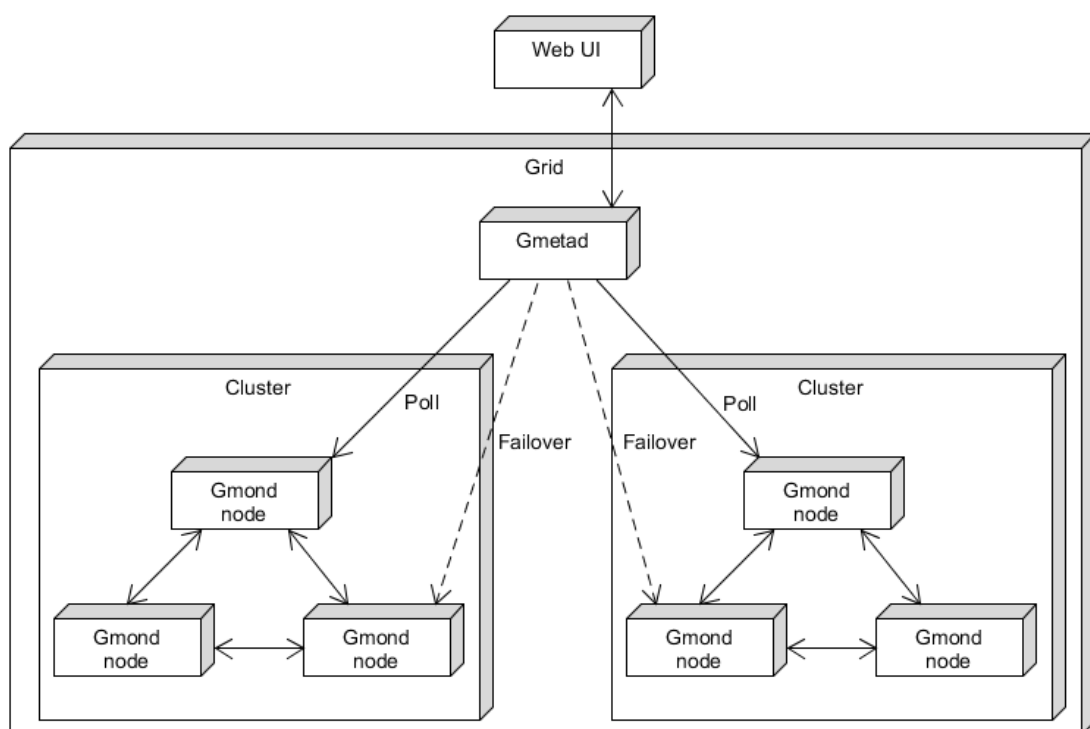 Web UI
Grid
Gmetad
Cluster
Cluster
Poll
Poll
Failover
Failover
Gmond
node
Gmond
node
Gmond
node
Gmond
node
Gmond
node
Gmond
node